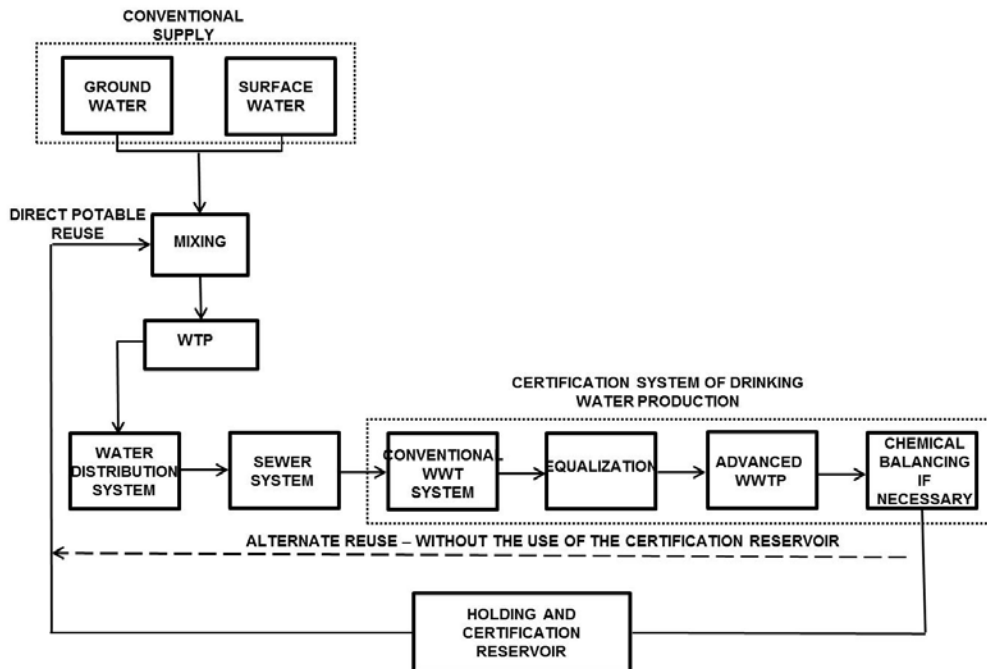 CONVENTIONAL
SUPPLY
GROUND
WATER
SURFACE
WATER
DIRECT POTABLE
REUSE
MIXING
WTP
CERTIFICATION SYSTEM OF DRINKING
WATER PRODUCTION
WATER
DISTRIBUTION
SYSTEM
SEWER
SYSTEM
CONVENTIONAL
WWT
SYSTEM
EQUALIZATION
ADVANCED
WWTP
CHEMICAL
BALANCING
IF
NECESSARY
ALTERNATE REUSE – WITHOUT THE USE OF THE CERTIFICATION RESERVOIR
HOLDING AND
CERTIFICATION
RESERVOIR